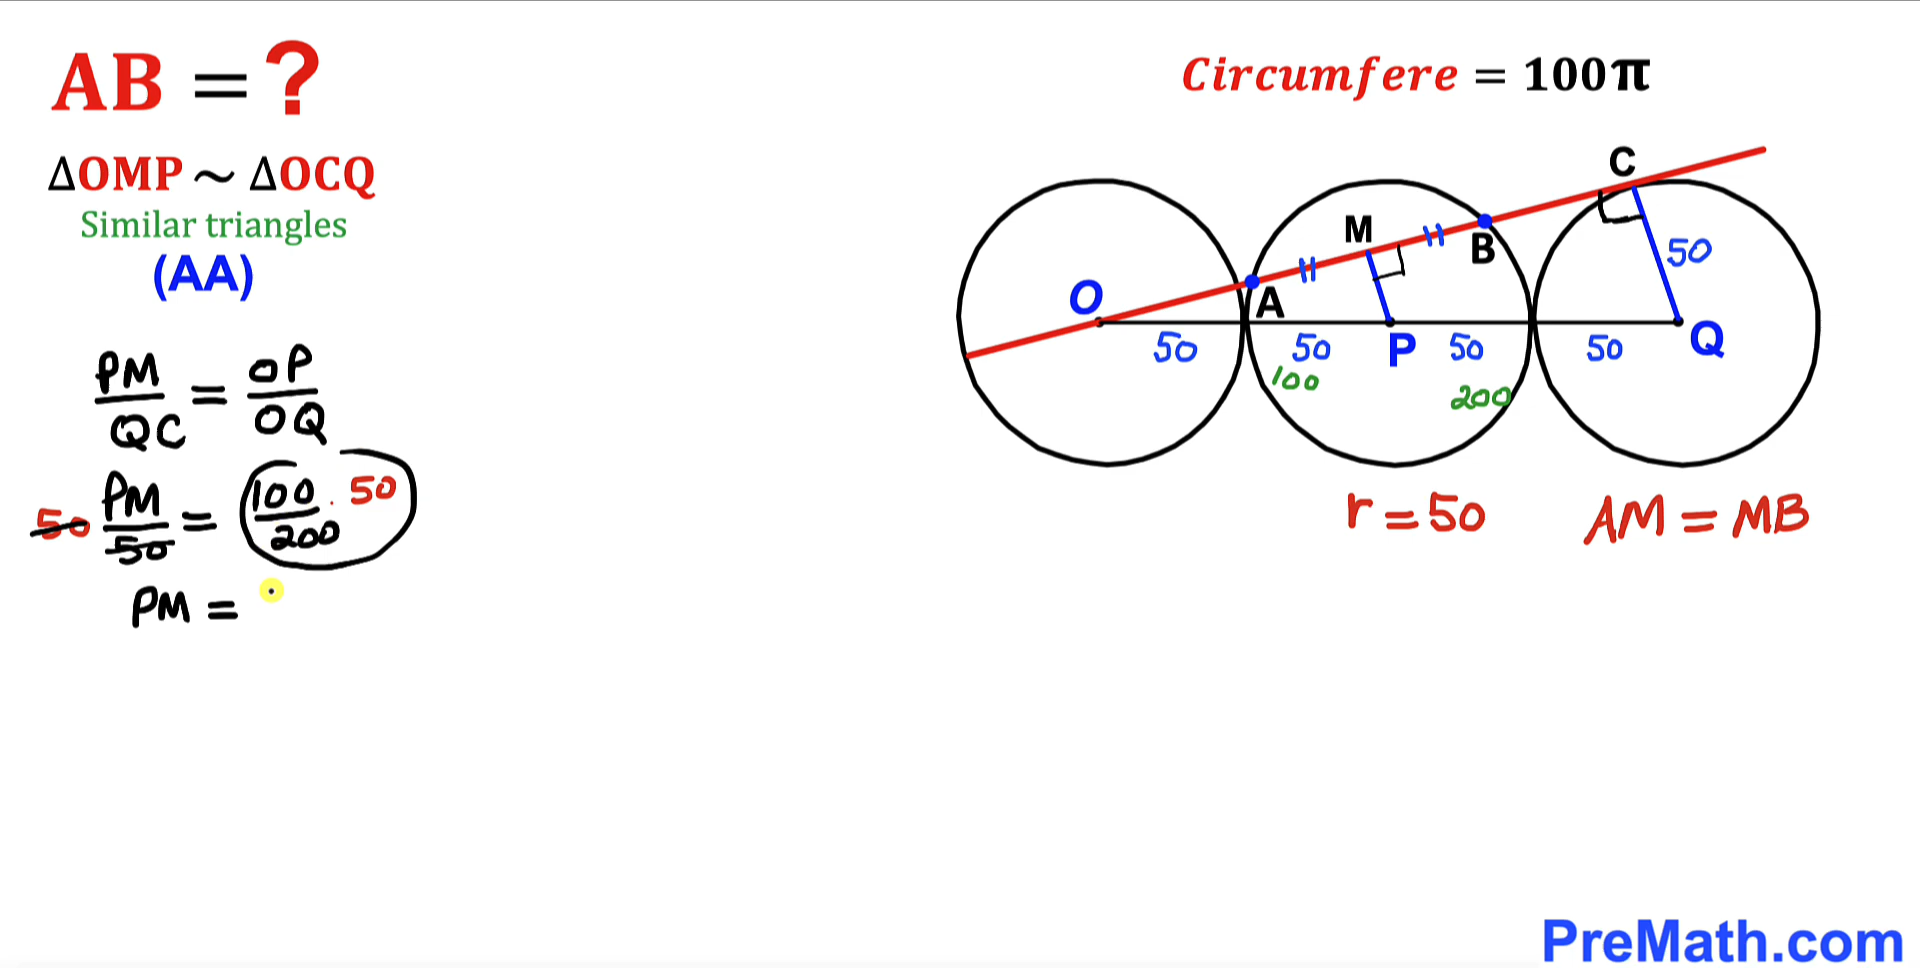 AB = ?
ΔOMP ~ ΔOCQ
Similar triangles
(AA)
PM/QC = OP/OQ
50 PM/50 = 100/200 . 50
PM =
Circumfere = 100π
C
M
B
50
O
A
50
50
P
50
50
Q
100
200
r = 50
AM = MB
PreMath.com